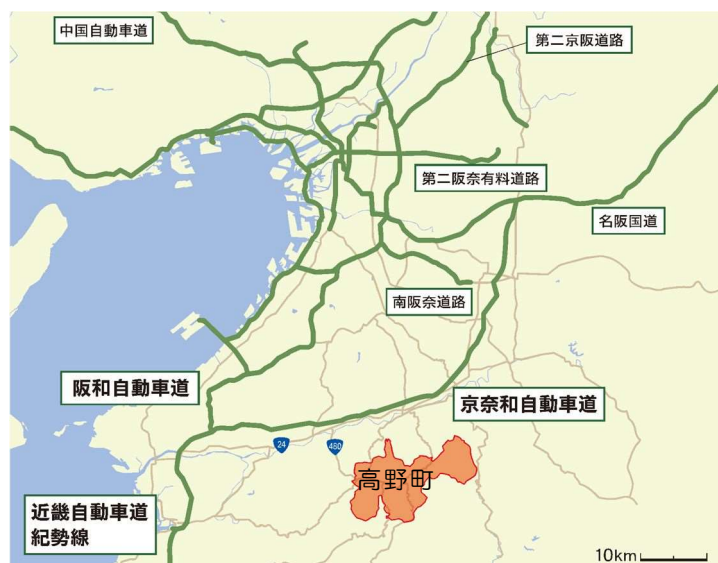 中国自動車道
第二京阪道路
第二阪奈有料道路
名阪国道
南阪奈道路
阪和自動車道
京奈和自動車道
24
480
高野町
近畿自動車道
紀勢線
10km